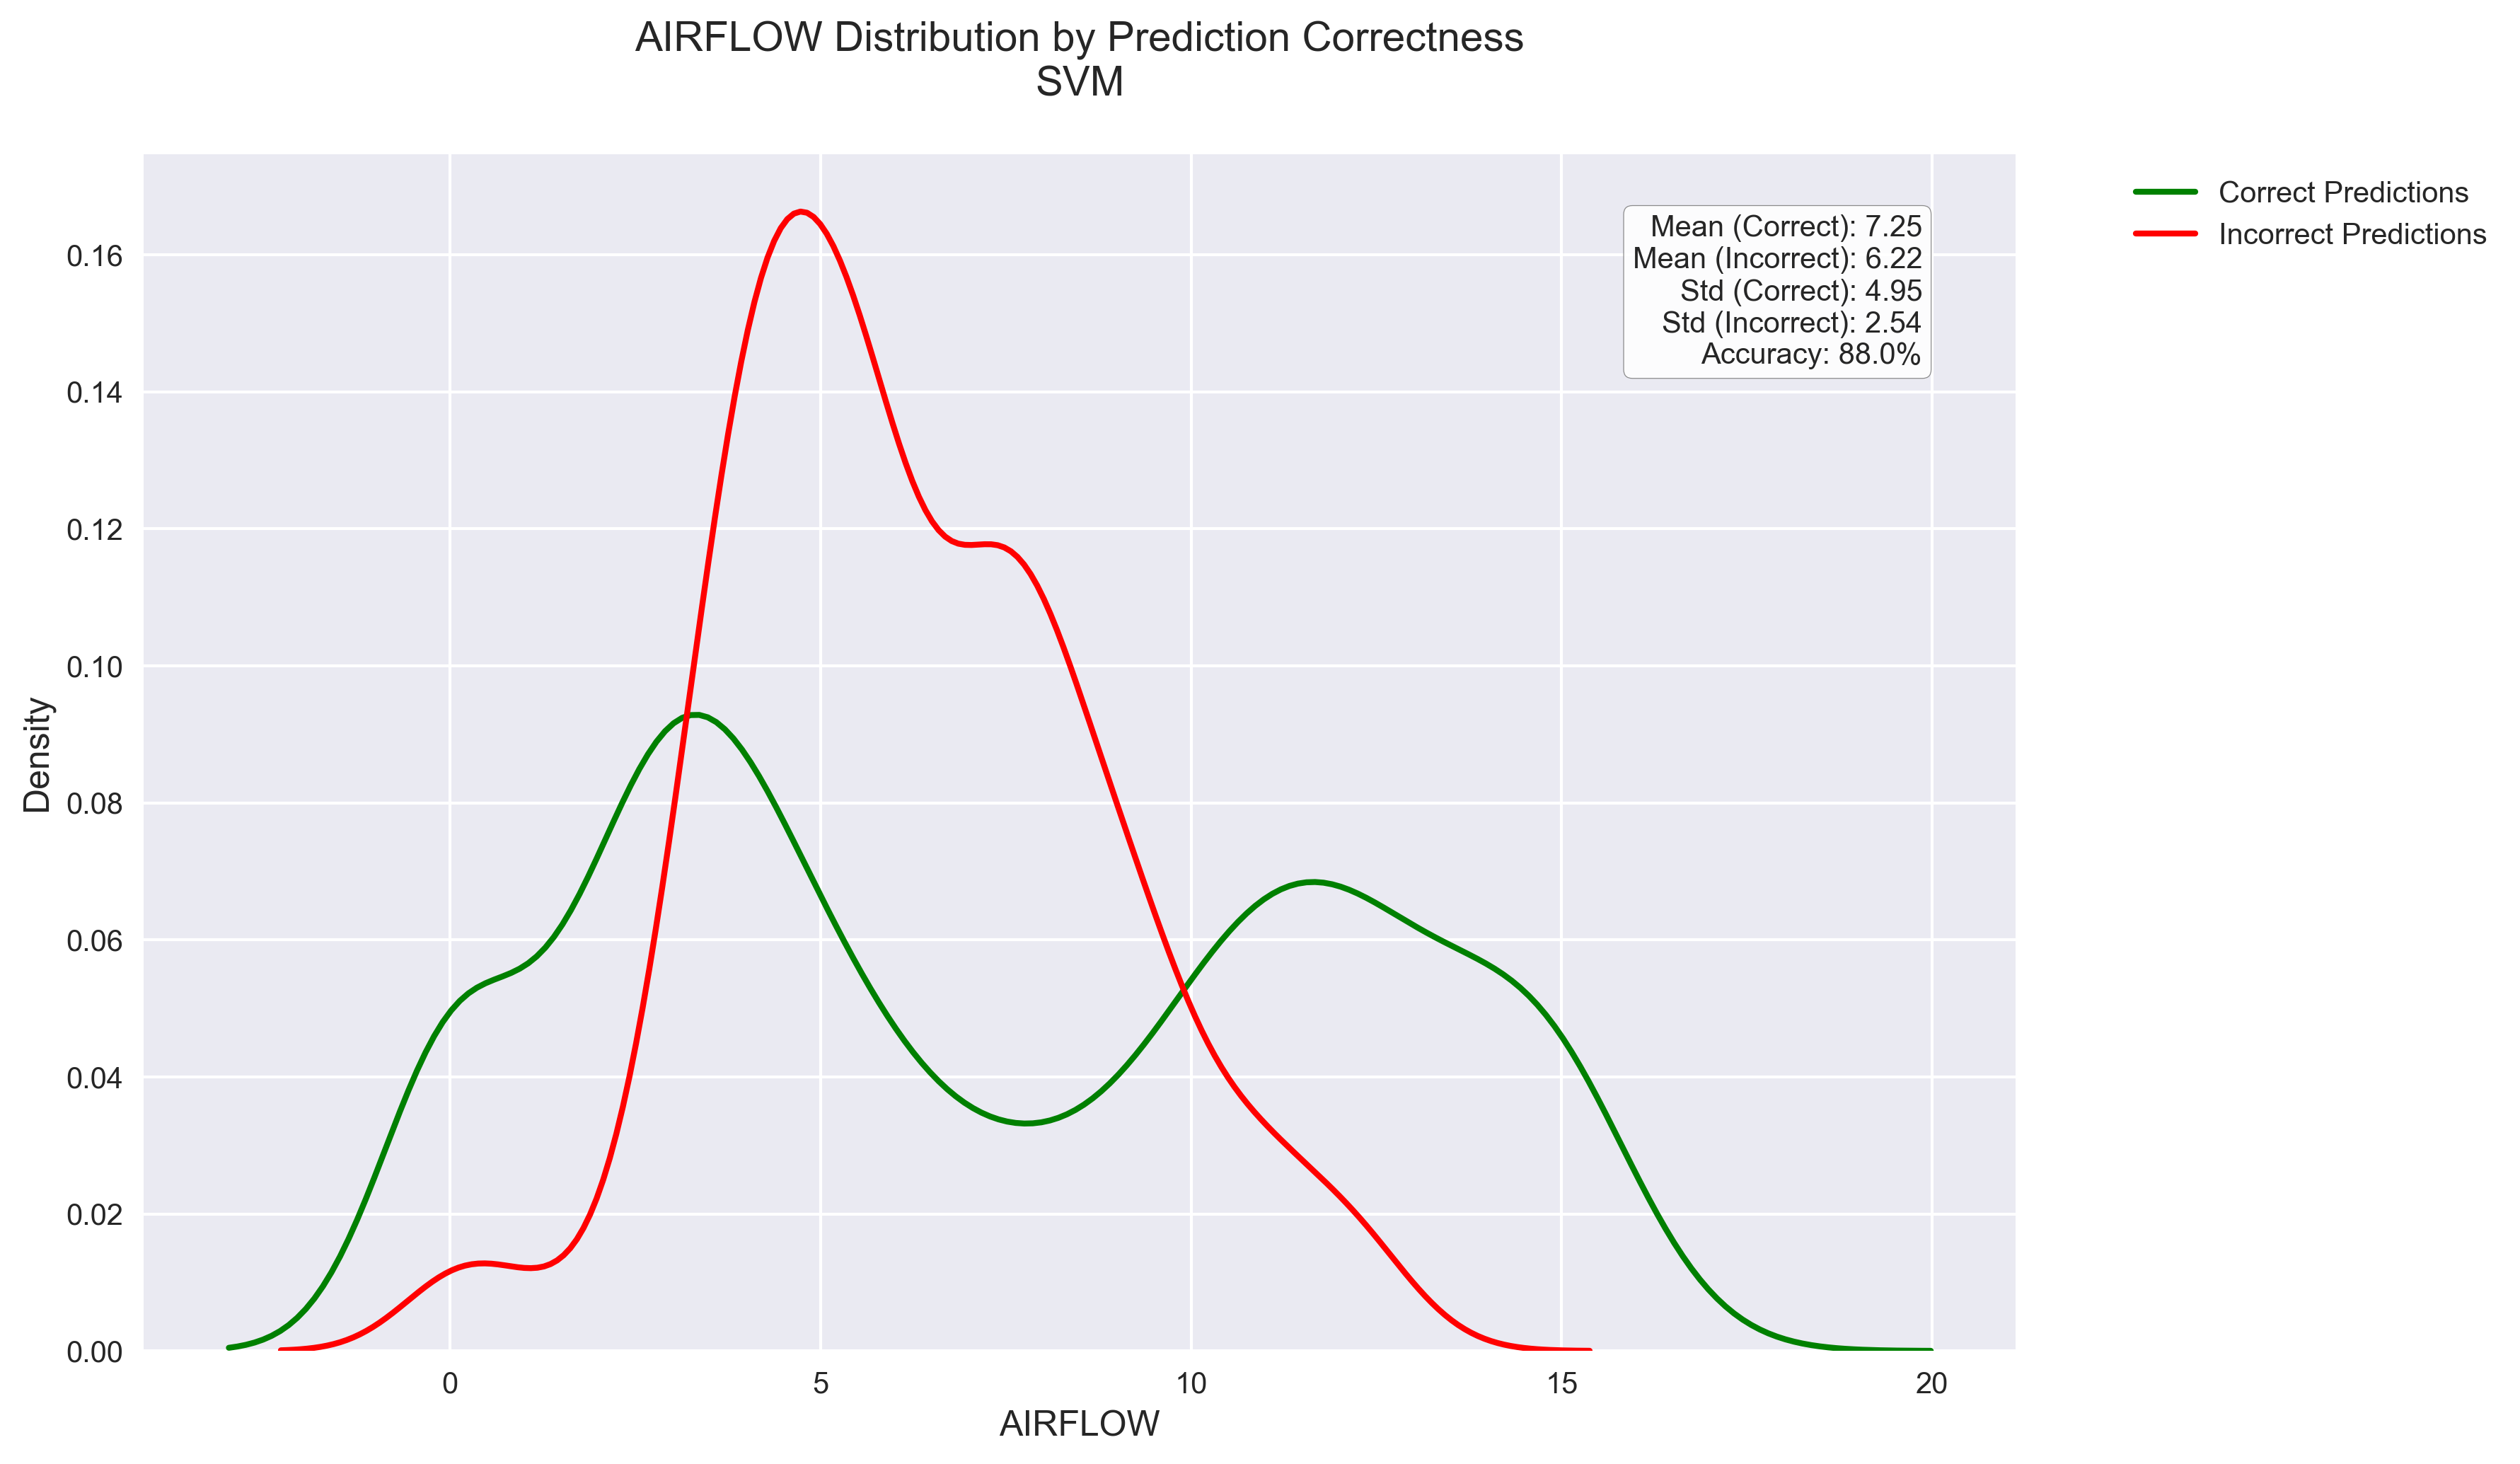 AIRFLOW Distribution by Prediction Correctness
SVM
Correct Predictions
Incorrect Predictions
Mean (Correct): 7.25
Mean (Incorrect): 6.22
Std (Correct): 4.95
Std (Incorrect): 2.54
Accuracy: 88.0%
Density
0.16
0.14
0.12
0.10
0.08
0.06
0.04
0.02
0.00
0 5 10 15 20
AIRFLOW